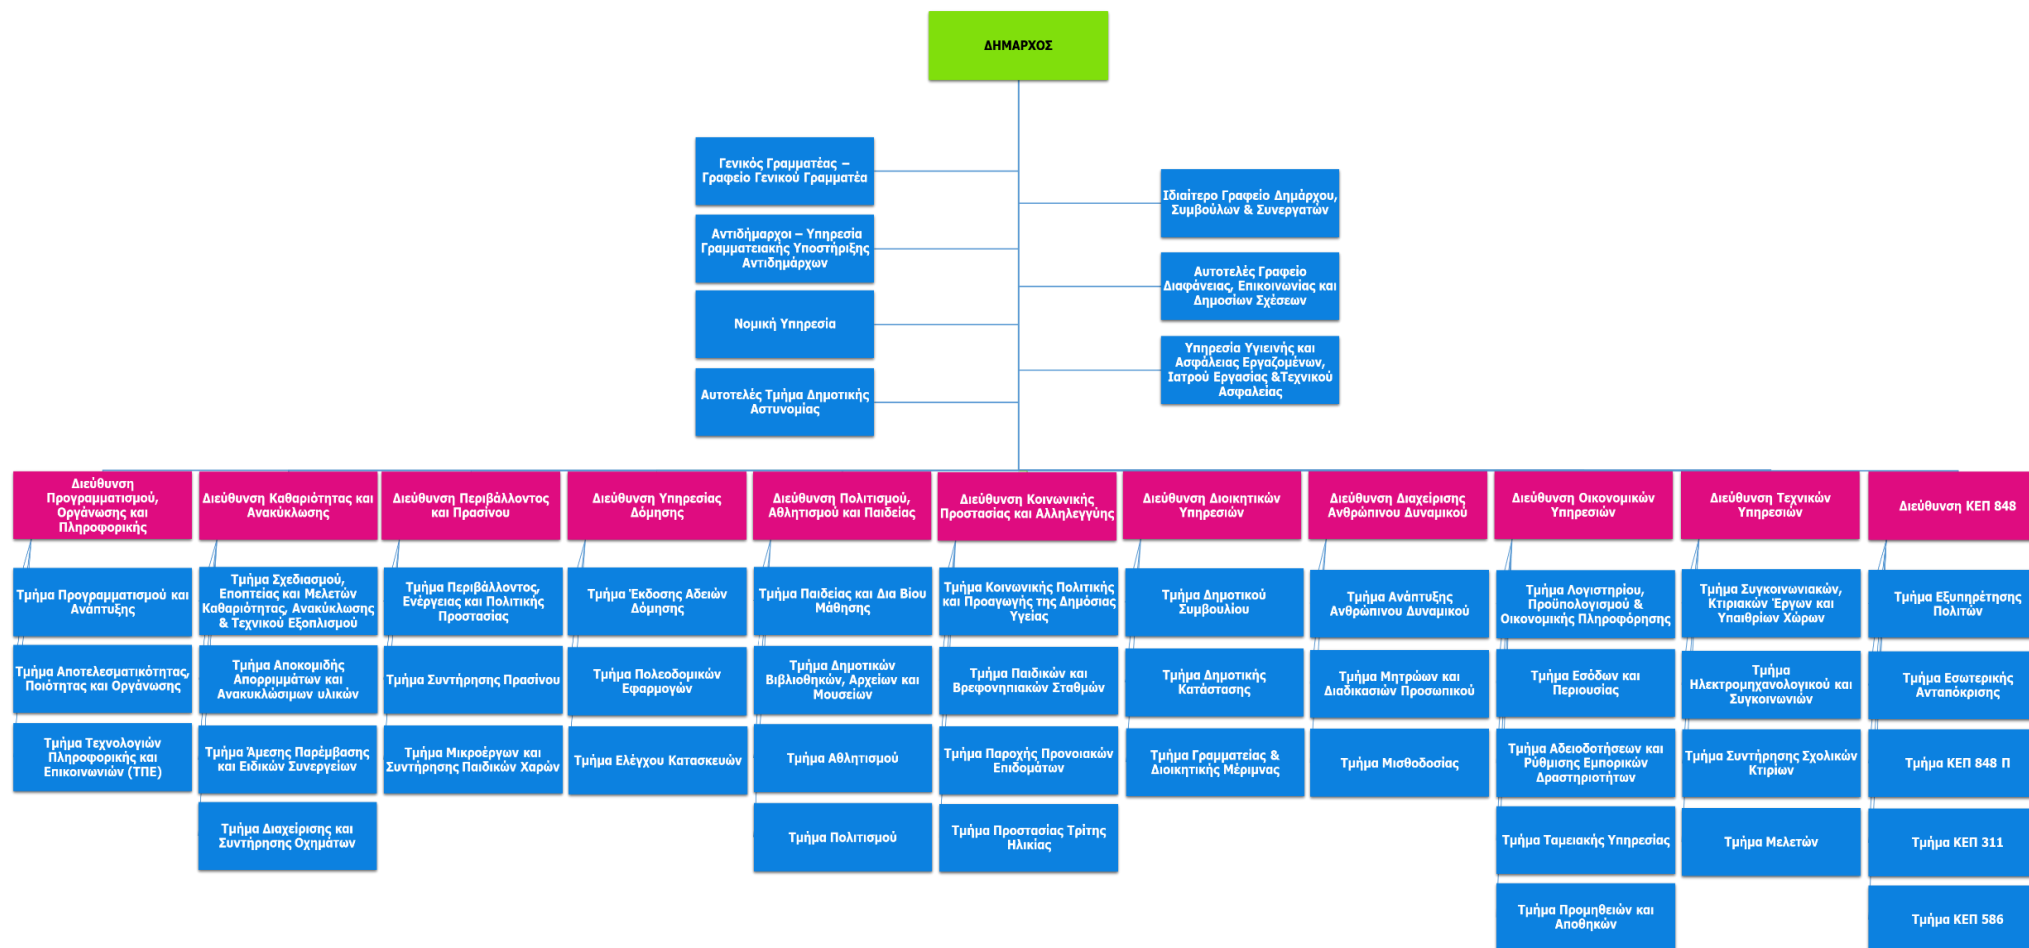 ΔΗΜΑΡΧΟΣ
Γενικός Γραμματέας –
Γραφείο Γενικού Γραμματέα
Αντιδήμαρχοι – Υπηρεσία
Γραμματειακής Υποστήριξης
Αντιδημάρχων
Νομική Υπηρεσία
Αυτοτελές Τμήμα Δημοτικής
Αστυνομίας
Ιδιαίτερο Γραφείο Δημάρχου,
Συμβούλων & Συνεργατών
Αυτοτελές Γραφείο
Διαφάνειας, Επικοινωνίας και
Δημοσίων Σχέσεων
Υπηρεσία Υγιεινής και
Ασφάλειας Εργαζομένων,
Ιατρού Εργασίας &Τεχνικού
Ασφαλείας
Διεύθυνση
Προγραμματισμού,
Οργάνωσης και
Πληροφορικής
Τμήμα Προγραμματισμού και
Ανάπτυξης
Τμήμα Αποτελεσματικότητας,
Ποιότητας και Οργάνωσης
Τμήμα Τεχνολογιών
Πληροφορικής και
Επικοινωνιών (ΤΠΕ)
Διεύθυνση Καθαριότητας και
Ανακύκλωσης
Τμήμα Σχεδιασμού,
Εποπτείας και Μελετών
Καθαριότητας, Ανακύκλωσης
& Τεχνικού Εξοπλισμού
Τμήμα Αποκομιδής
Απορριμμάτων και
Ανακυκλώσιμων υλικών
Τμήμα Άμεσης Παρέμβασης
και Ειδικών Συνεργείων
Τμήμα Διαχείρισης και
Συντήρησης Οχημάτων
Διεύθυνση Περιβάλλοντος
και Πρασίνου
Τμήμα Περιβάλλοντος,
Ενέργειας και Πολιτικής
Προστασίας
Τμήμα Συντήρησης Πρασίνου
Τμήμα Μικροέργων και
Συντήρησης Παιδικών Χαρών
Διεύθυνση Υπηρεσίας
Δόμησης
Τμήμα Έκδοσης Αδειών
Δόμησης
Τμήμα Πολεοδομικών
Εφαρμογών
Τμήμα Ελέγχου Κατασκευών
Διεύθυνση Πολιτισμού,
Αθλητισμού και Παιδείας
Τμήμα Παιδείας και Δια Βίου
Μάθησης
Τμήμα Δημοτικών
Βιβλιοθηκών, Αρχείων και
Μουσείων
Τμήμα Αθλητισμού
Τμήμα Πολιτισμού
Διεύθυνση Κοινωνικής
Προστασίας και Αλληλεγγύης
Τμήμα Κοινωνικής Πολιτικής
και Προαγωγής της Δημόσιας
Υγείας
Τμήμα Παιδικών και
Βρεφονηπιακών Σταθμών
Τμήμα Παροχής Προνοιακών
Επιδομάτων
Τμήμα Προστασίας Τρίτης
Ηλικίας
Διεύθυνση Διοικητικών
Υπηρεσιών
Τμήμα Δημοτικού
Συμβουλίου
Τμήμα Δημοτικής
Κατάστασης
Τμήμα Γραμματείας &
Διοικητικής Μέριμνας
Διεύθυνση Διαχείρισης
Ανθρώπινου Δυναμικού
Τμήμα Ανάπτυξης
Ανθρώπινου Δυναμικού
Τμήμα Μητρώων και
Διαδικασιών Προσωπικού
Τμήμα Μισθοδοσίας
Διεύθυνση Οικονομικών
Υπηρεσιών
Τμήμα Λογιστηρίου,
Προϋπολογισμού &
Οικονομικής Πληροφόρησης
Τμήμα Εσόδων και
Περιουσίας
Τμήμα Αδειοδοτήσεων και
Ρύθμισης Εμπορικών
Δραστηριοτήτων
Τμήμα Ταμειακής Υπηρεσίας
Τμήμα Προμηθειών και
Αποθηκών
Διεύθυνση Τεχνικών
Υπηρεσιών
Τμήμα Συγκοινωνιακών,
Κτιριακών Έργων και
Υπαιθρίων Χώρων
Τμήμα
Ηλεκτρομηχανολογικού και
Συγκοινωνιών
Τμήμα Συντήρησης Σχολικών
Κτιρίων
Τμήμα Μελετών
Διεύθυνση ΚΕΠ 848
Τμήμα Εξυπηρέτησης
Πολιτών
Τμήμα Εσωτερικής
Ανταπόκρισης
Τμήμα ΚΕΠ 848 Π
Τμήμα ΚΕΠ 311
Τμήμα ΚΕΠ 586